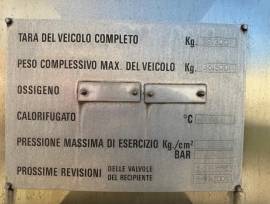 TARA DEL VEICOLO COMPLETO Kg.
PESO COMPLESSIVO MAX. DEL VEICOLO Kg.
OSSIGENO
CALORIFUGATO °C
PRESSIONE MASSIMA DI ESERCIZIO Kg./cm²
BAR
PROSSIME REVISIONI DELLE VALVOLE
DEL RECIPIENTE